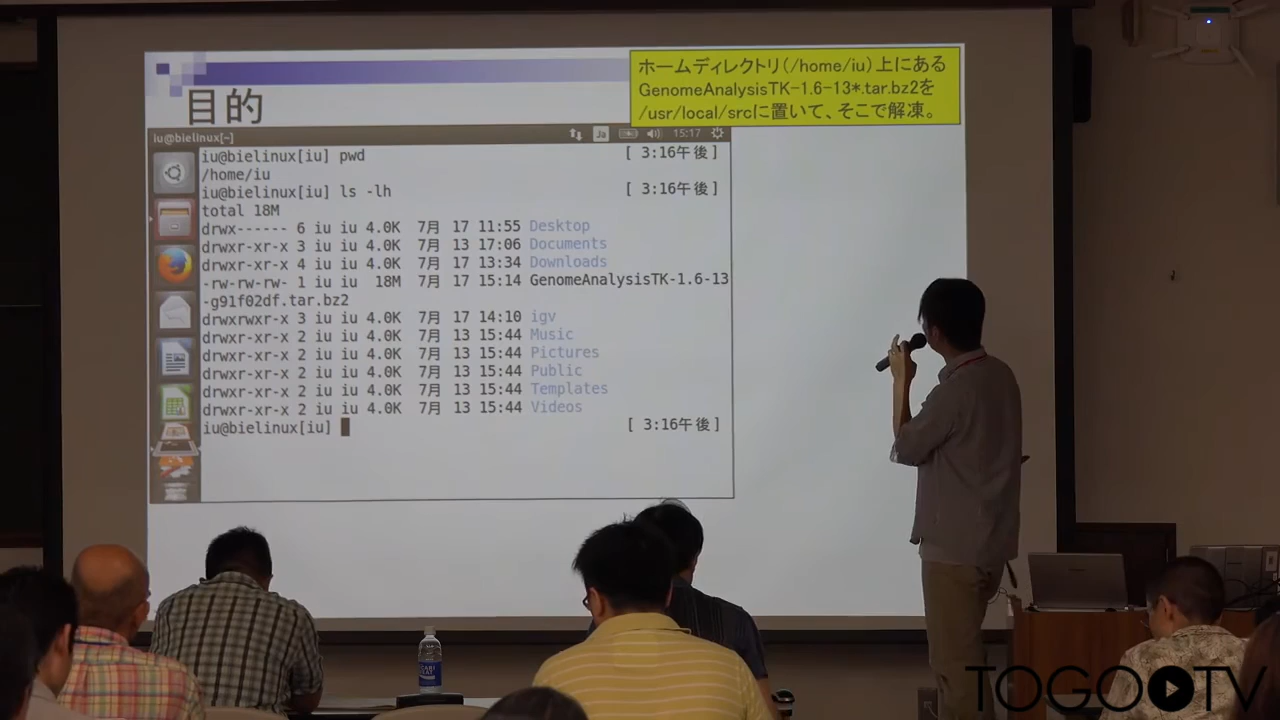 ホームディレクトリ(/home/iu)上にある
GenomeAnalysisTK-1.6-13*.tar.bz2を
/usr/local/srcに置いて、そこで解凍。
目的
iu@bielinux[~]
Ja
15:17
iu@bielinux[iu] pwd [ 3:16午後]
/home/iu
iu@bielinux[iu] ls -lh [ 3:16午後]
total 18M
drwx------ 6 iu iu 4.0K 7月 17 11:55 Desktop
drwxr-xr-x 3 iu iu 4.0K 7月 13 17:06 Documents
drwxr-xr-x 4 iu iu 4.0K 7月 17 13:34 Downloads
-rw-rw-rw- 1 iu iu 18M 7月 17 15:14 GenomeAnalysisTK-1.6-13
-g91f02df.tar.bz2
drwxrwxr-x 3 iu iu 4.0K 7月 17 14:10 igv
drwxr-xr-x 2 iu iu 4.0K 7月 13 15:44 Music
drwxr-xr-x 2 iu iu 4.0K 7月 13 15:44 Pictures
drwxr-xr-x 2 iu iu 4.0K 7月 13 15:44 Public
drwxr-xr-x 2 iu iu 4.0K 7月 13 15:44 Templates
drwxr-xr-x 2 iu iu 4.0K 7月 13 15:44 Videos
iu@bielinux[iu] [ 3:16午後]
TOGO TV